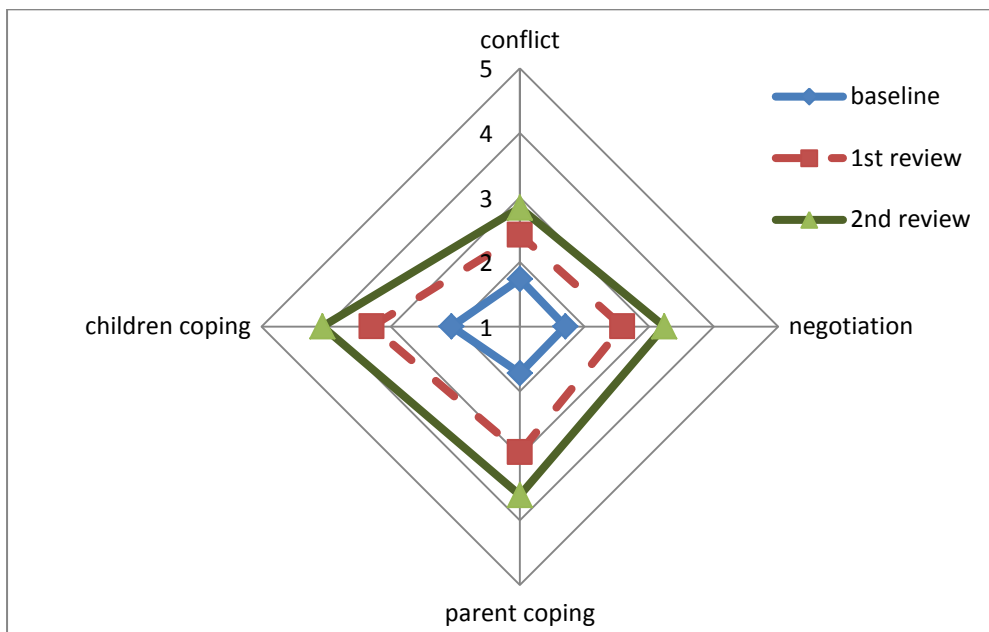 conflict
5
4
3
2
1
children coping
negotiation
parent coping
baseline
1st review
2nd review